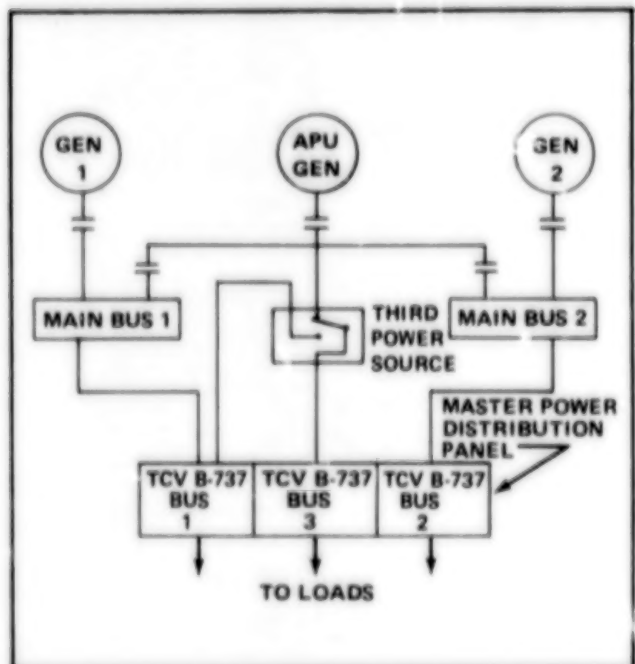 GEN
1
APU
GEN
GEN
2
MAIN BUS 1
THIRD
POWER
SOURCE
MAIN BUS 2
MASTER POWER
DISTRIBUTION
PANEL
TCV B-737
BUS
1
TCV B-737
BUS
3
TCV B-737
BUS
2
TO LOADS